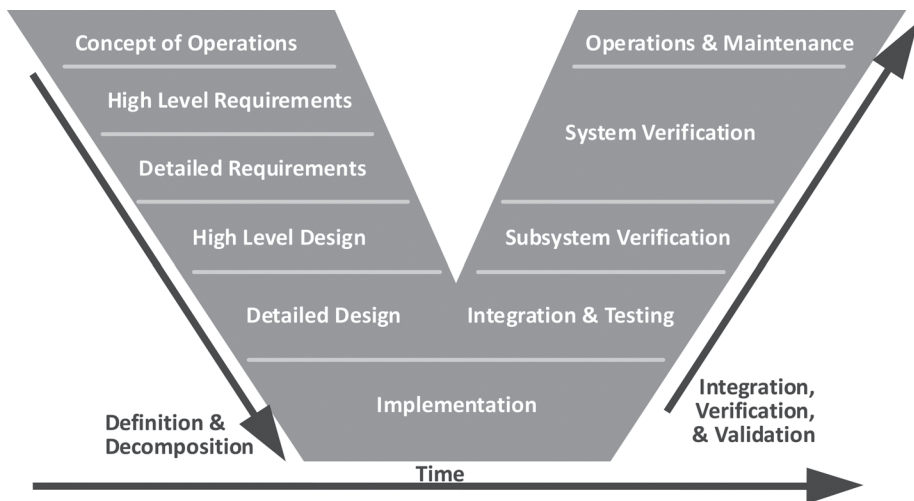 Concept of Operations
High Level Requirements
Detailed Requirements
High Level Design
Detailed Design
Implementation
Integration & Testing
Subsystem Verification
System Verification
Operations & Maintenance
Definition &
Decomposition
Integration,
Verification,
& Validation
Time